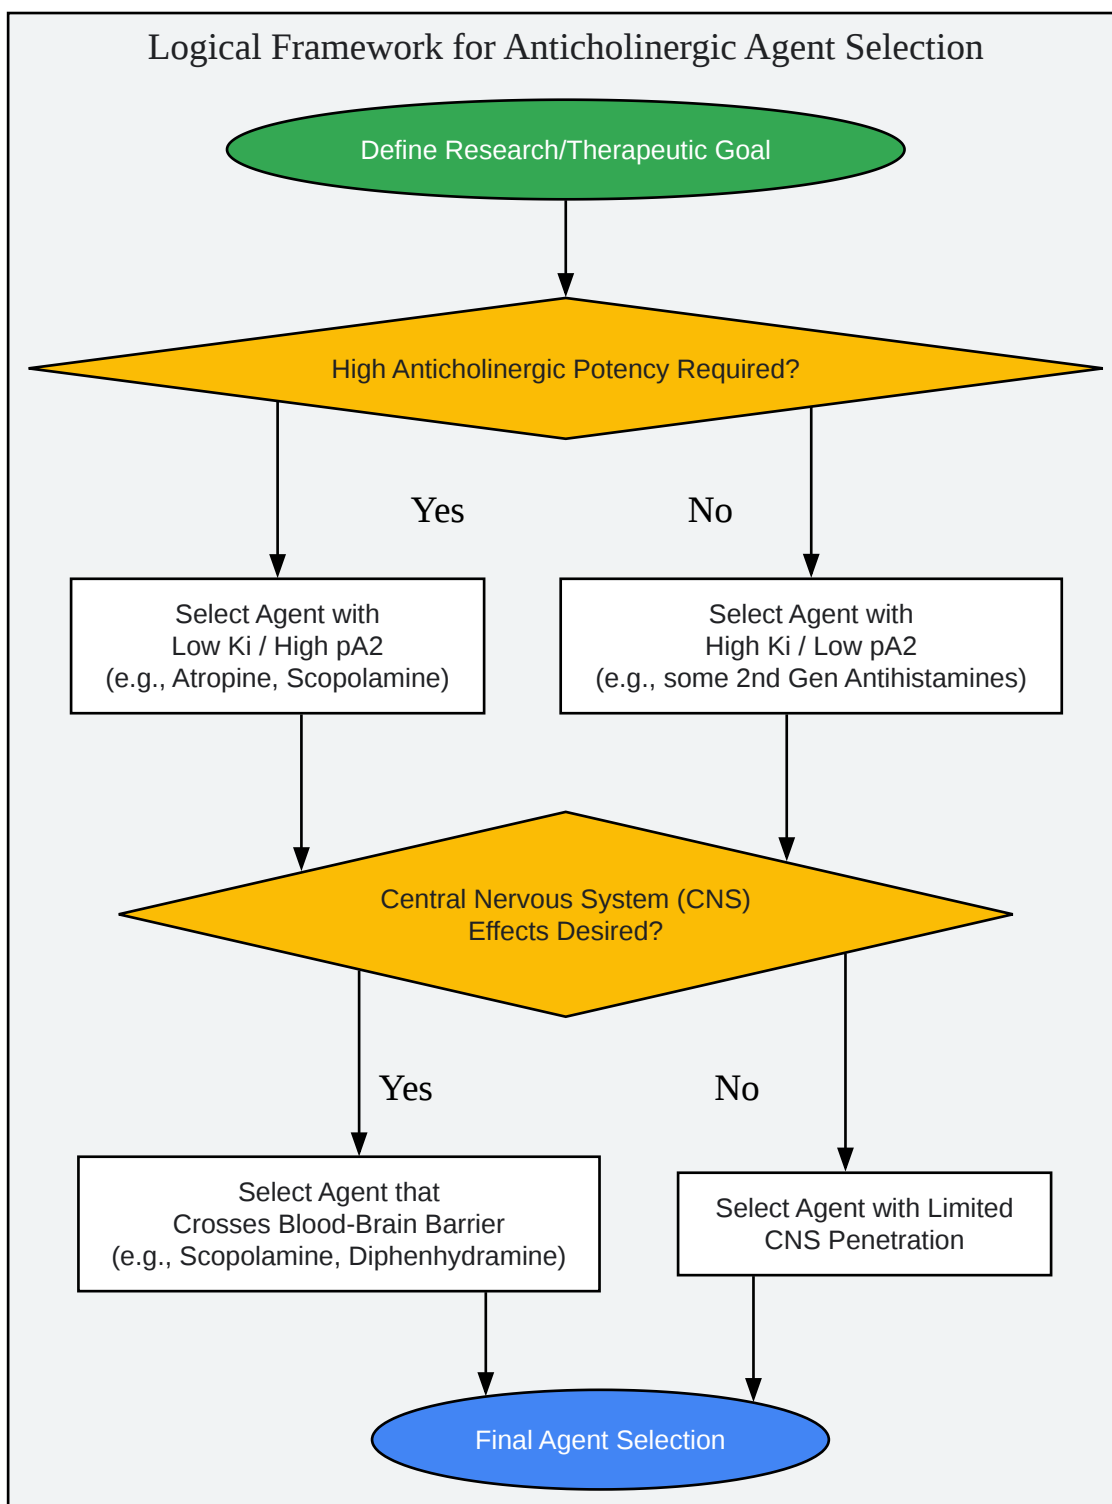 Logical Framework for Anticholinergic Agent Selection
Define Research/Therapeutic Goal
High Anticholinergic Potency Required?
Yes
No
Select Agent with
Low Ki / High pA2
(e.g., Atropine, Scopolamine)
Select Agent with
High Ki / Low pA2
(e.g., some 2nd Gen Antihistamines)
Central Nervous System (CNS)
Effects Desired?
Yes
No
Select Agent that
Crosses Blood-Brain Barrier
(e.g., Scopolamine, Diphenhydramine)
Select Agent with Limited
CNS Penetration
Final Agent Selection